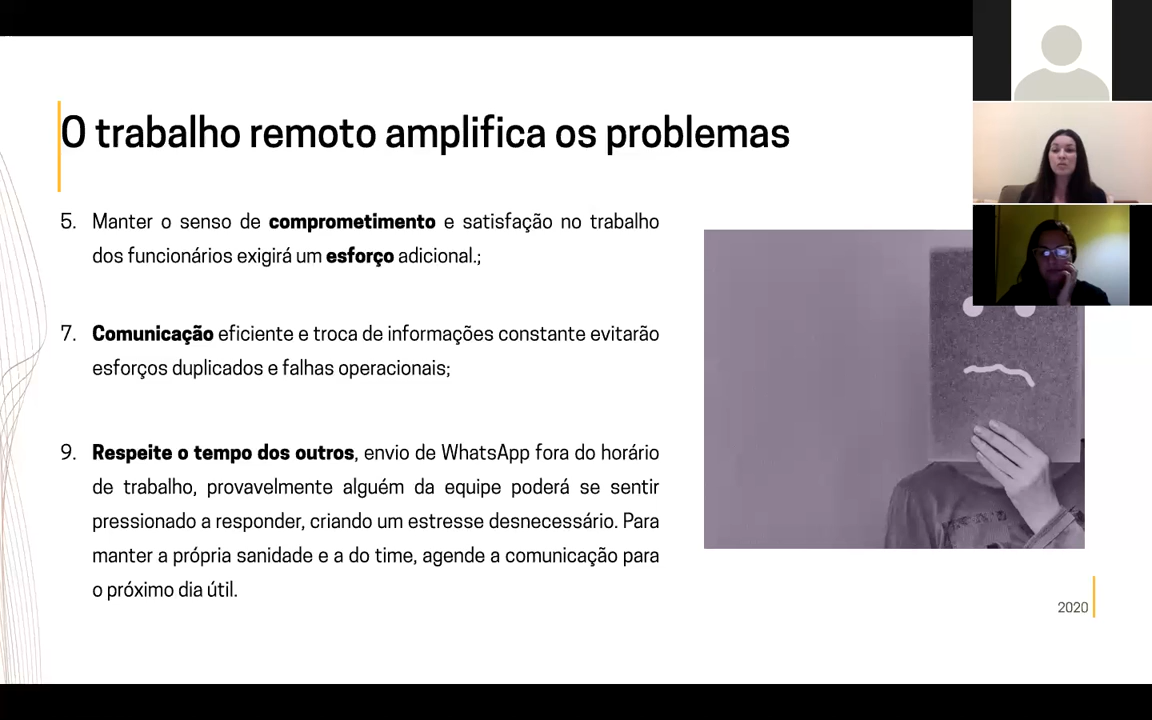 O trabalho remoto amplifica os problemas
5. Manter o senso de comprometimento e satisfação no trabalho
dos funcionários exigirá um esforço adicional.;
7. Comunicação eficiente e troca de informações constante evitarão
esforços duplicados e falhas operacionais;
9. Respeite o tempo dos outros, envio de WhatsApp fora do horário
de trabalho, provavelmente alguém da equipe poderá se sentir
pressionado a responder, criando um estresse desnecessário. Para
manter a própria sanidade e a do time, agende a comunicação para
o próximo dia útil.
2020